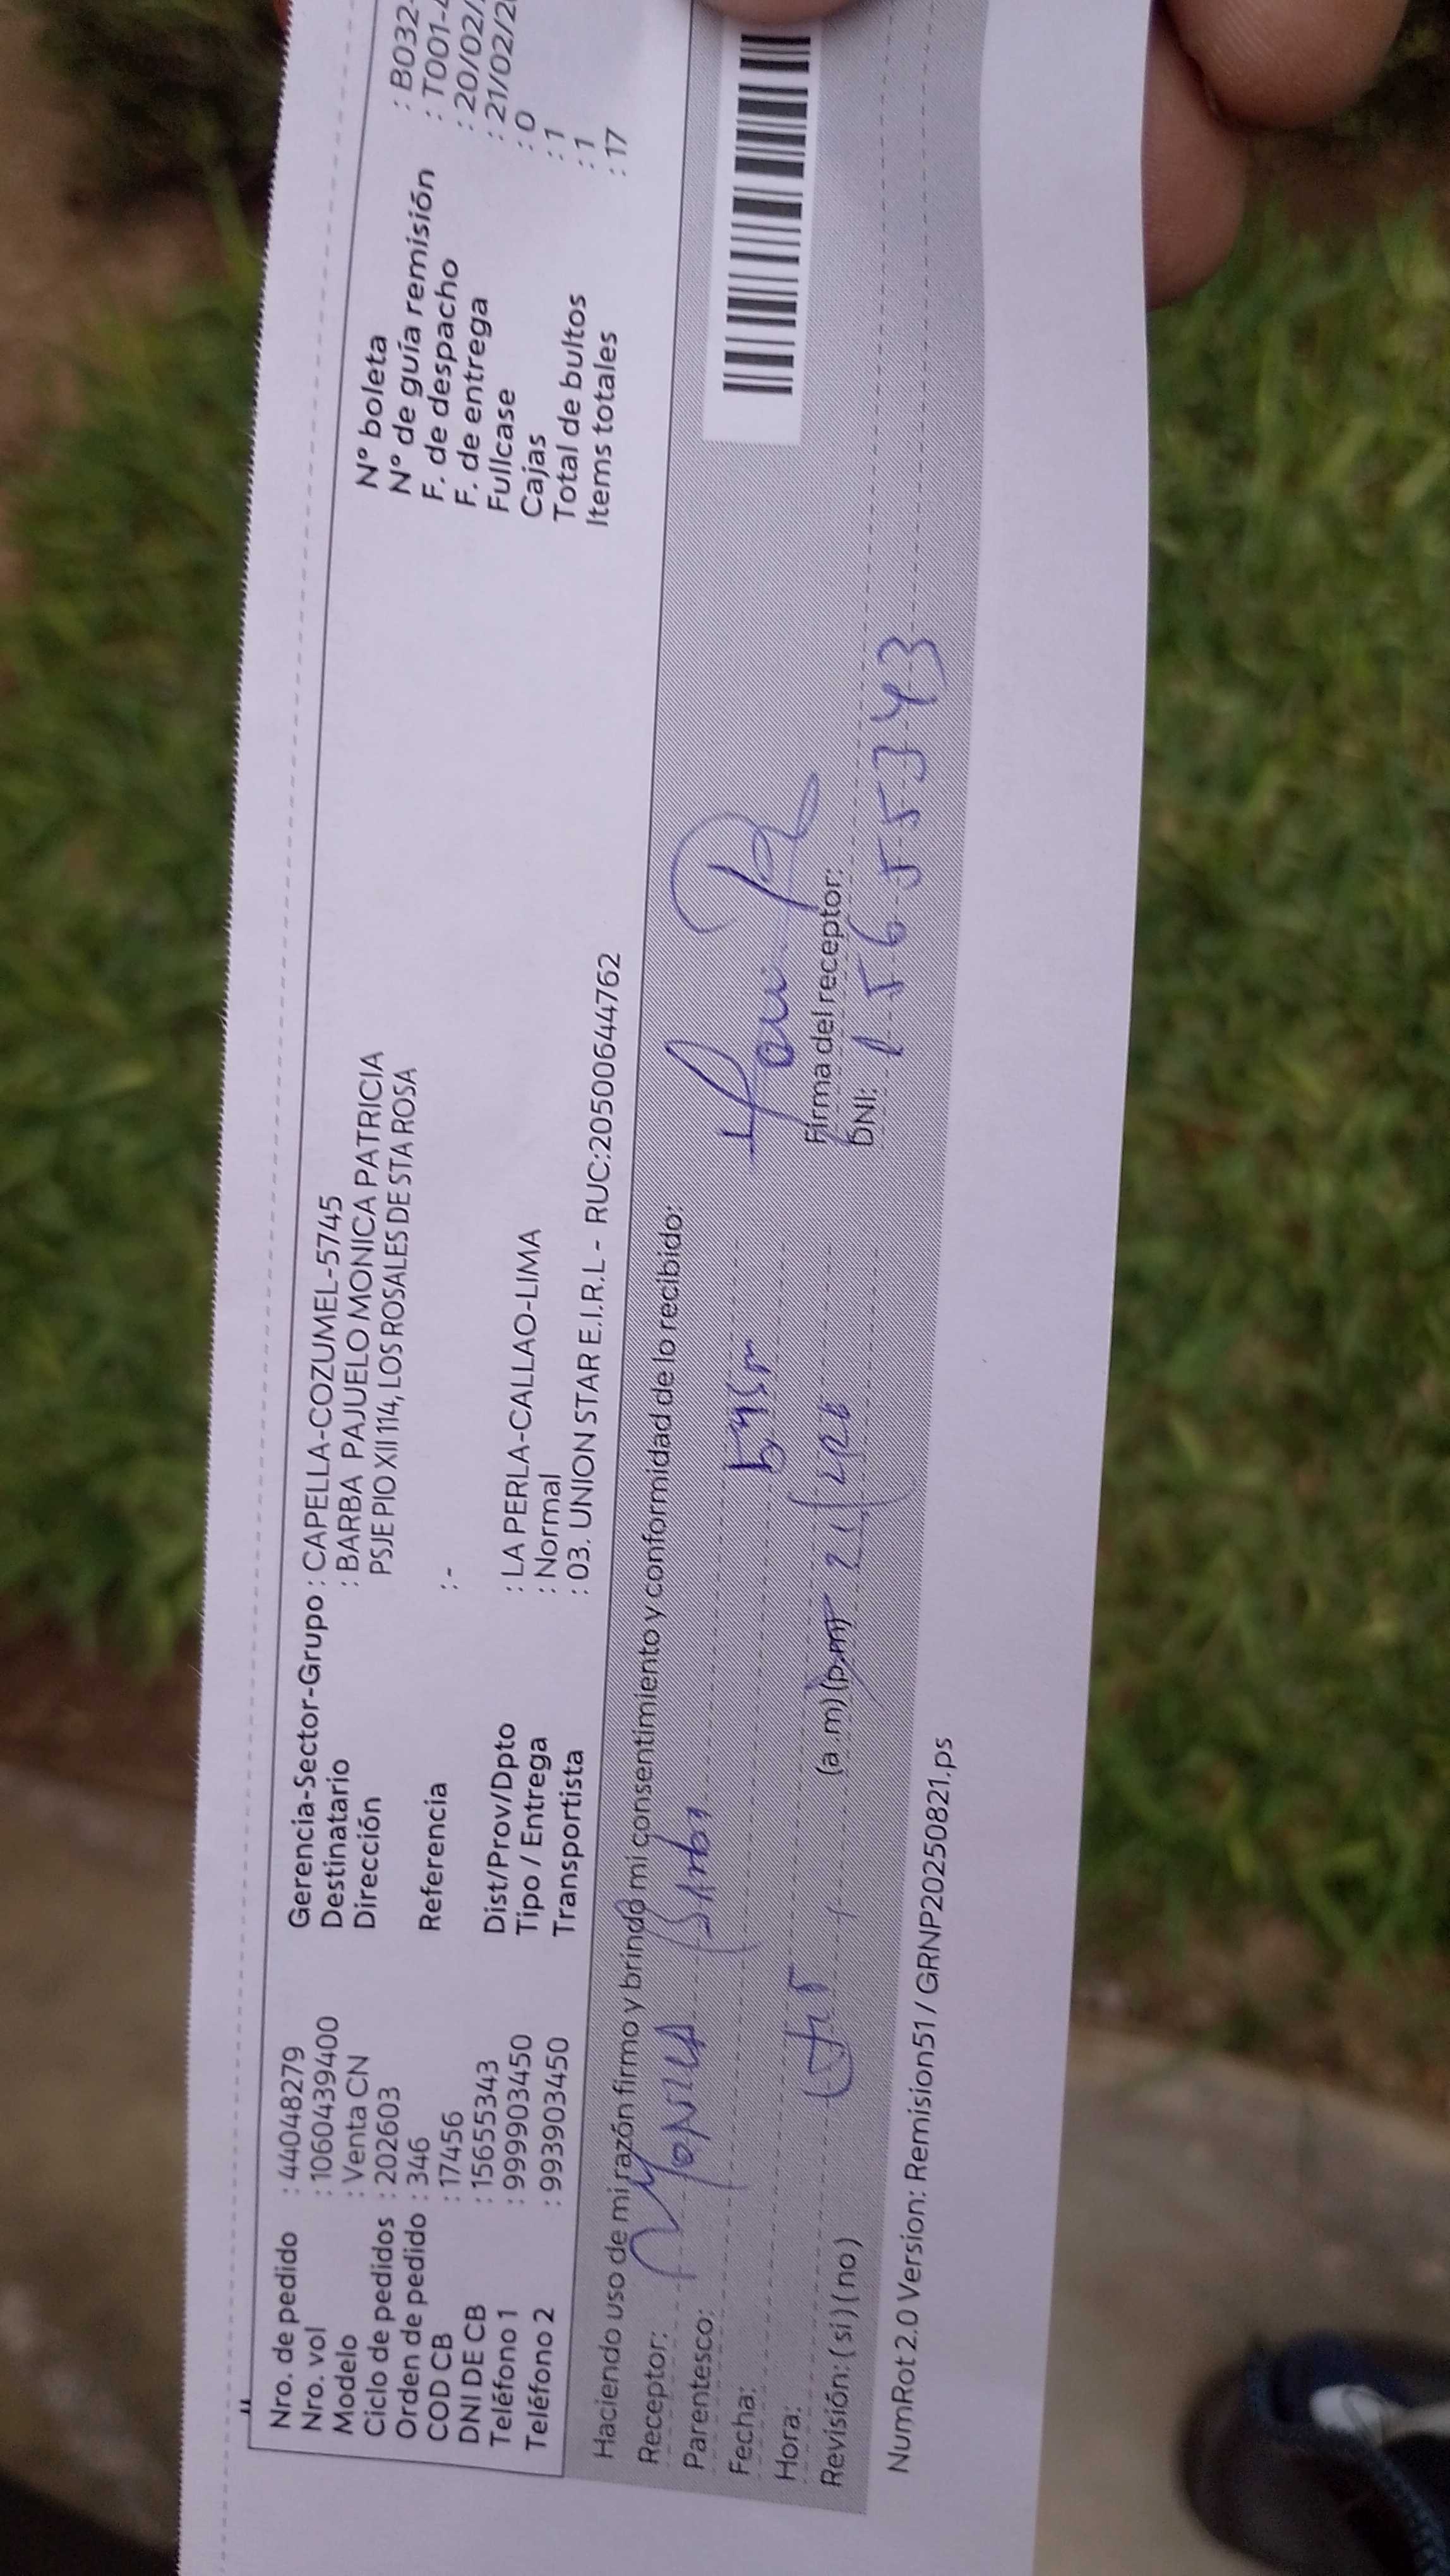 Nro. de pedido : 44048279
Nro. vol : 1060439400
Modelo : Venta CN
Ciclo de pedidos : 202603
Orden de pedido : 346
COD CB : 17456
DNI DE CB : 15655343
Teléfono 1 : 999903450
Teléfono 2 : 993903450
Gerencia-Sector-Grupo : CAPELLA-COZUMEL-5745
Destinatario : BARBA PAJUELO MONICA PATRICIA
Dirección PSJE PIO XII 114, LOS ROSALES DE STA ROSA
Referencia : -
Dist/Prov/Dpto : LA PERLA-CALLAO-LIMA
Tipo / Entrega : Normal
Transportista : 03. UNION STAR E.I.R.L - RUC:20500644762
N° boleta : B032-
N° de guía remisión : T001-
F. de despacho : 20/02/
F. de entrega : 21/02/2
Fullcase : 0
Cajas : 1
Total de bultos : 1
Items totales : 17
Haciendo uso de mi razón firmo y brindo mi consentimiento y conformidad de lo recibido:
Receptor: Monica Barba
Parentesco:
Fecha:
Hora: (a .m) (p.m)
Revisión: ( si ) ( no )
Firma del receptor:
DNI: 15655343
NumRot 2.0 Version: Remision51 / GRNP20250821.ps